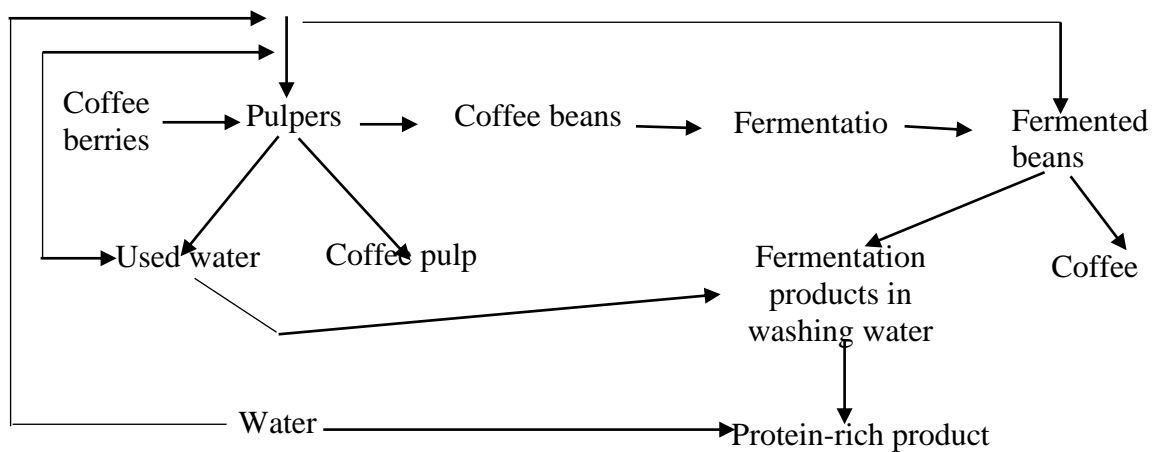 Coffee
berries
Pulpers
Coffee beans
Fermentatio
Fermented
beans
Used water
Coffee pulp
Fermentation
products in
washing water
Coffee
Water
Protein-rich product